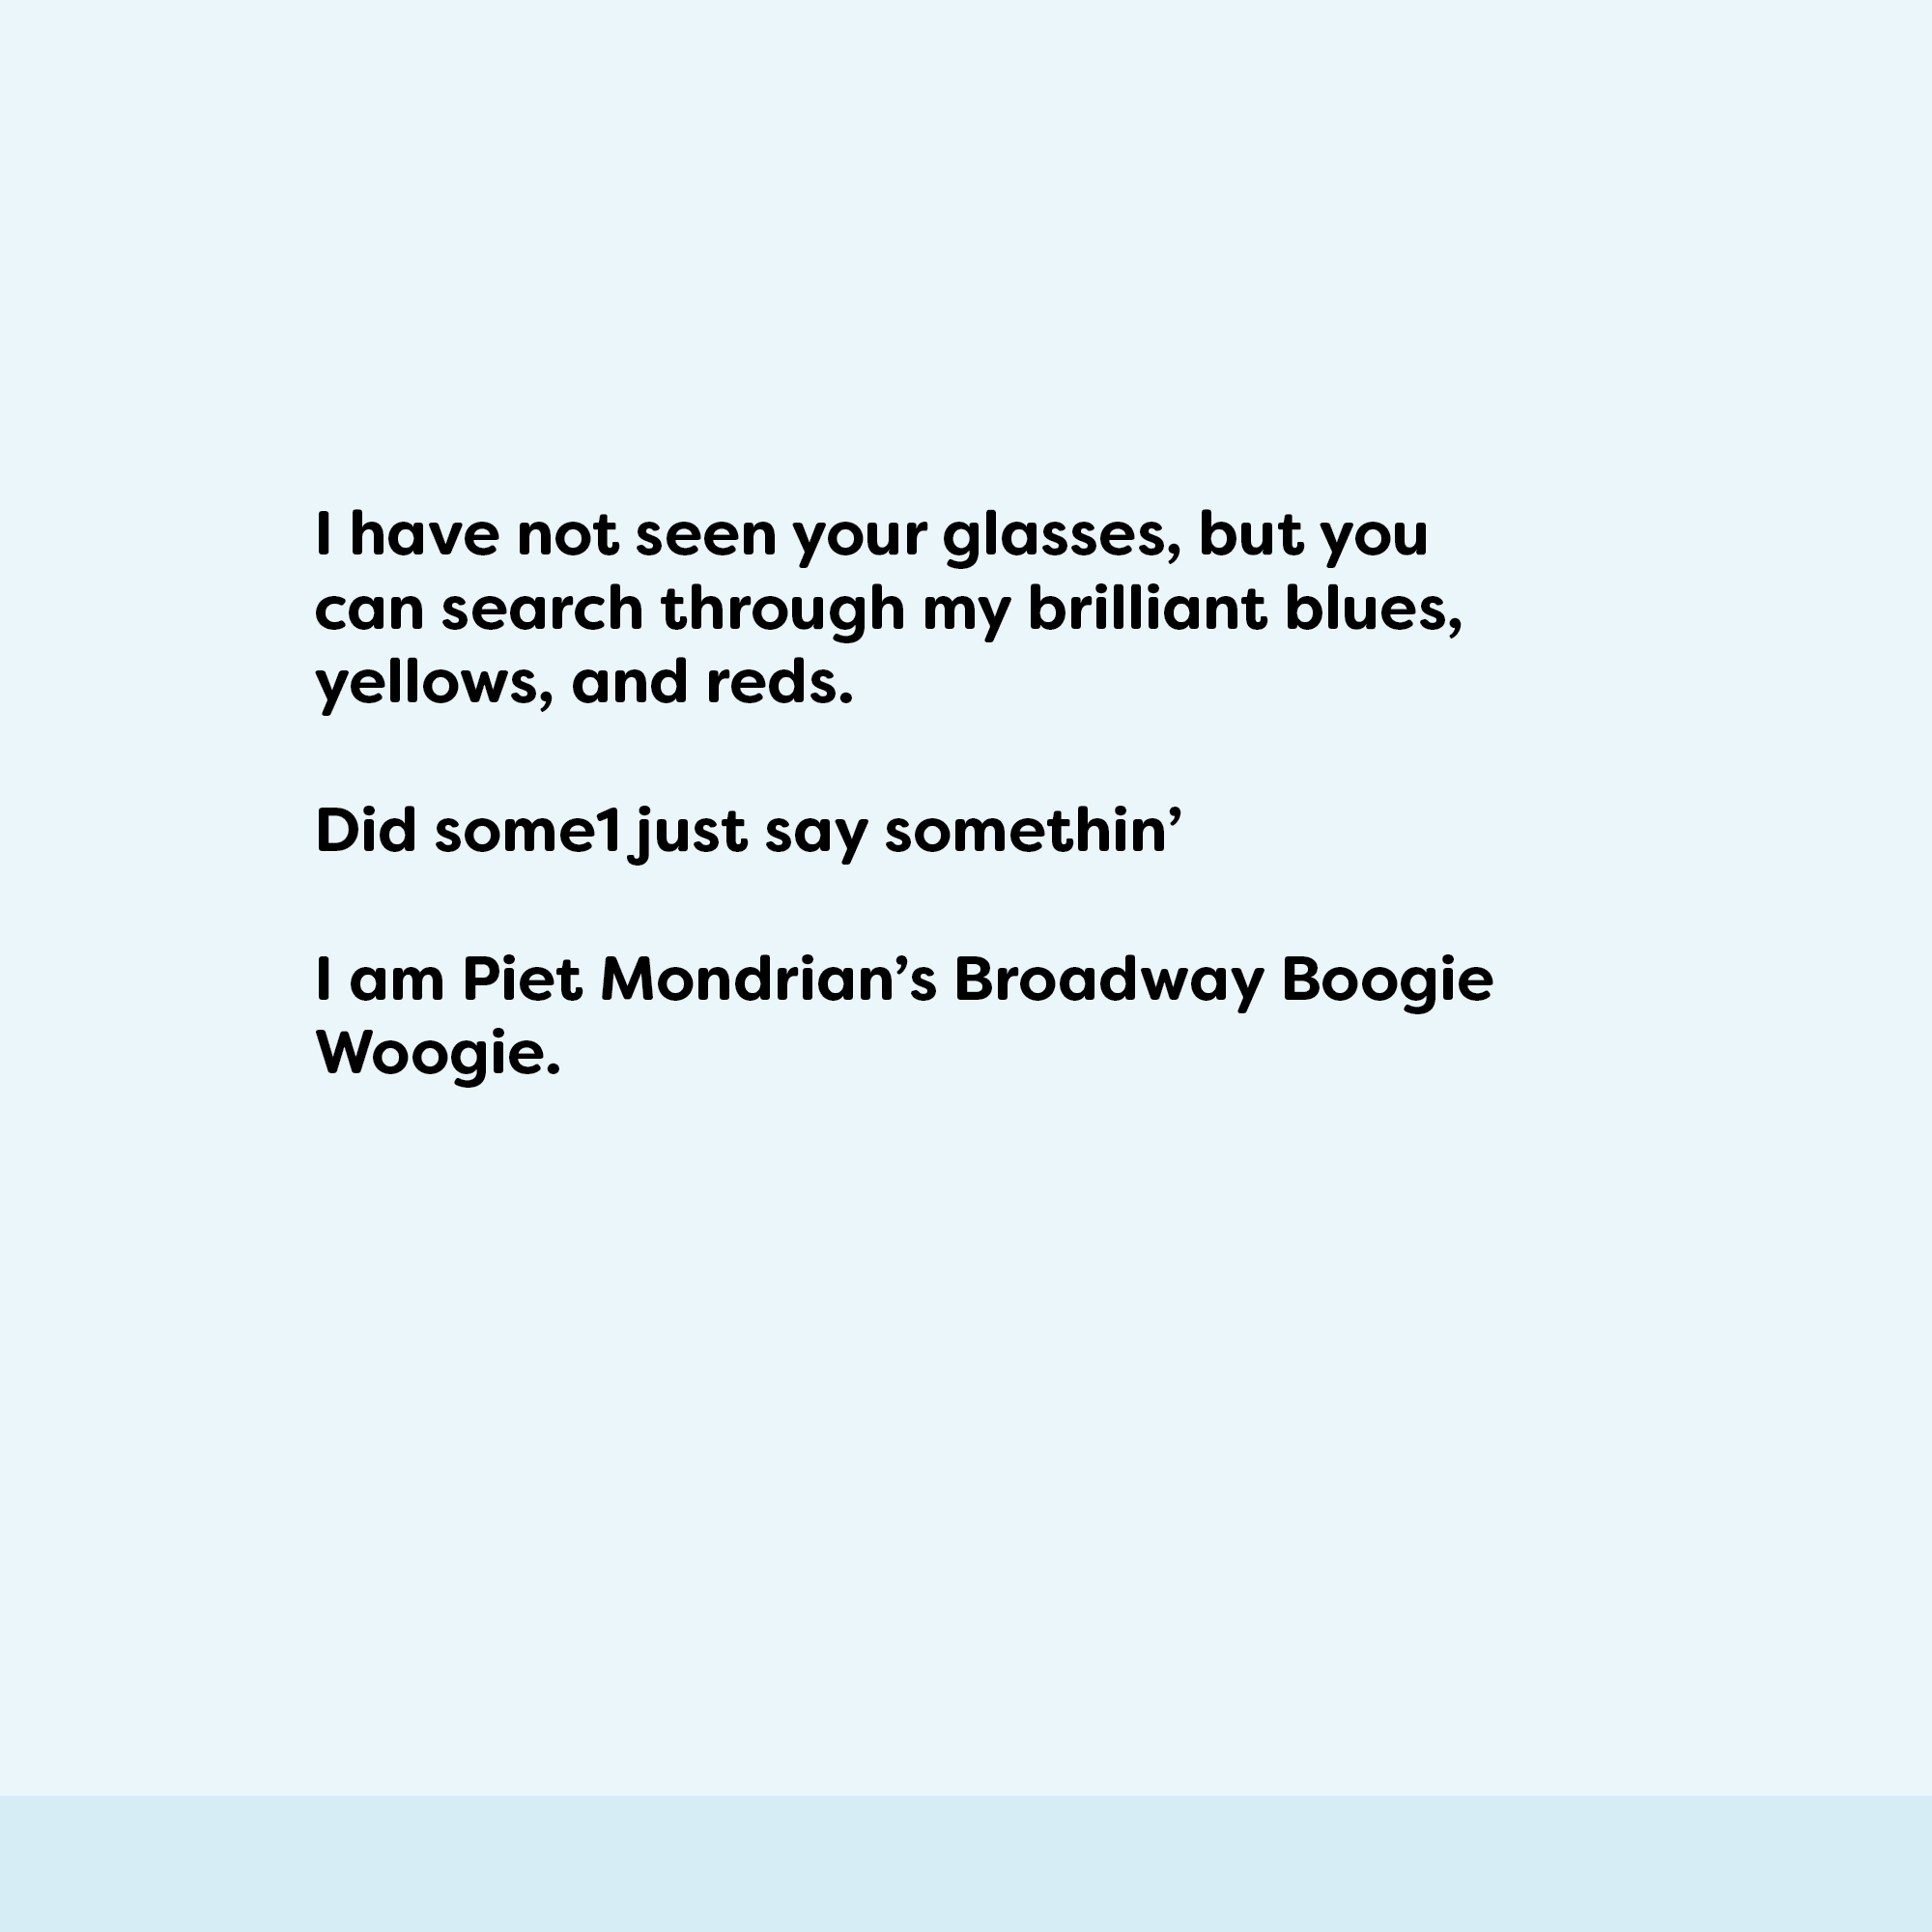 I have not seen your glasses, but you
can search through my brilliant blues,
yellows, and reds.
Did some1 just say somethin’
I am Piet Mondrian’s Broadway Boogie
Woogie.